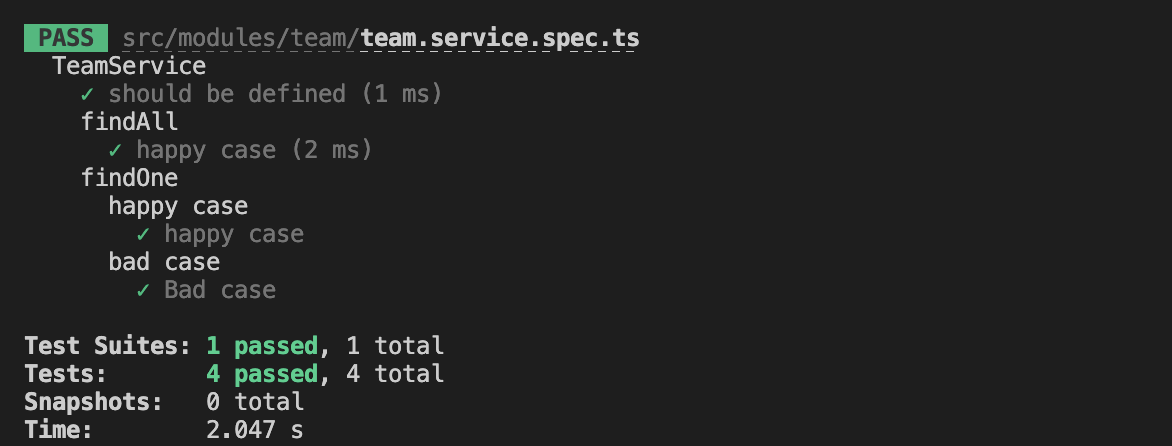 PASS src/modules/team/team.service.spec.ts
TeamService
✓ should be defined (1 ms)
findAll
✓ happy case (2 ms)
findOne
happy case
✓ happy case
bad case
✓ Bad case
Test Suites: 1 passed, 1 total
Tests: 4 passed, 4 total
Snapshots: 0 total
Time: 2.047 s